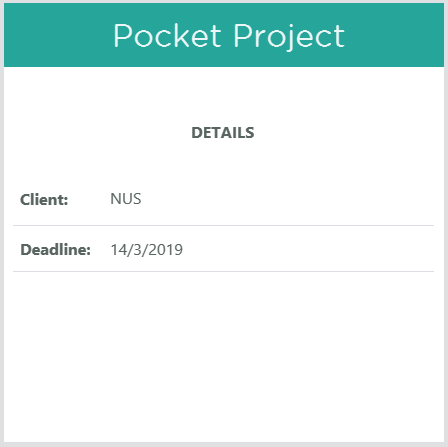 Pocket Project
DETAILS
Client: NUS
Deadline: 14/3/2019